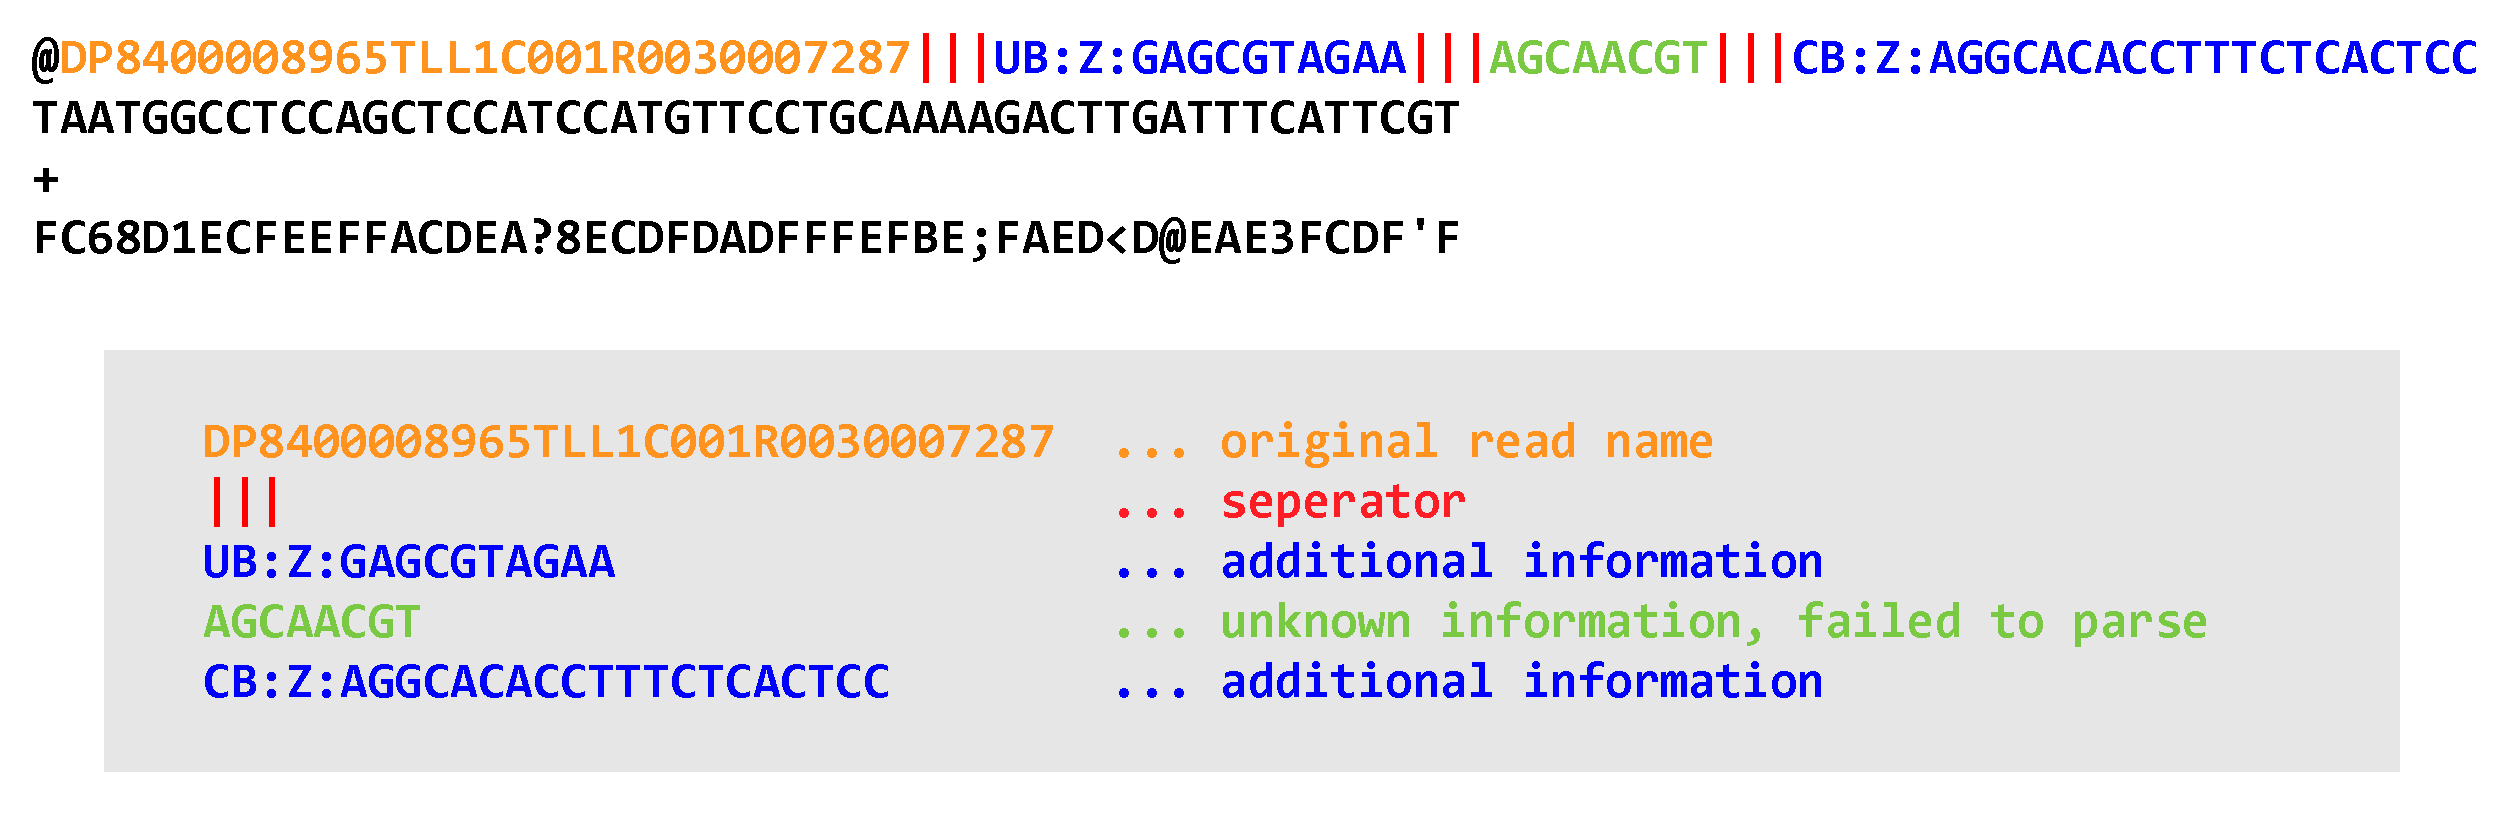 @DP8400008965TLL1C001R0030007287|||UB:Z:GAGCGTAGAA|||AGCAACGT|||CB:Z:AGGCACACCTTTCTCACTCC
TAATGGCCTCCAGCTCCATCCATGTTCCTGCAAAAGACTTGATTTCATTCGT
+
FC68D1ECFEEFFACDEA?8ECDFDADFFFEFBE;FAED<D@EAE3FCDF'F
DP8400008965TLL1C001R0030007287 ... original read name
||| ... seperator
UB:Z:GAGCGTAGAA ... additional information
AGCAACGT ... unknown information, failed to parse
CB:Z:AGGCACACCTTTCTCACTCC ... additional information